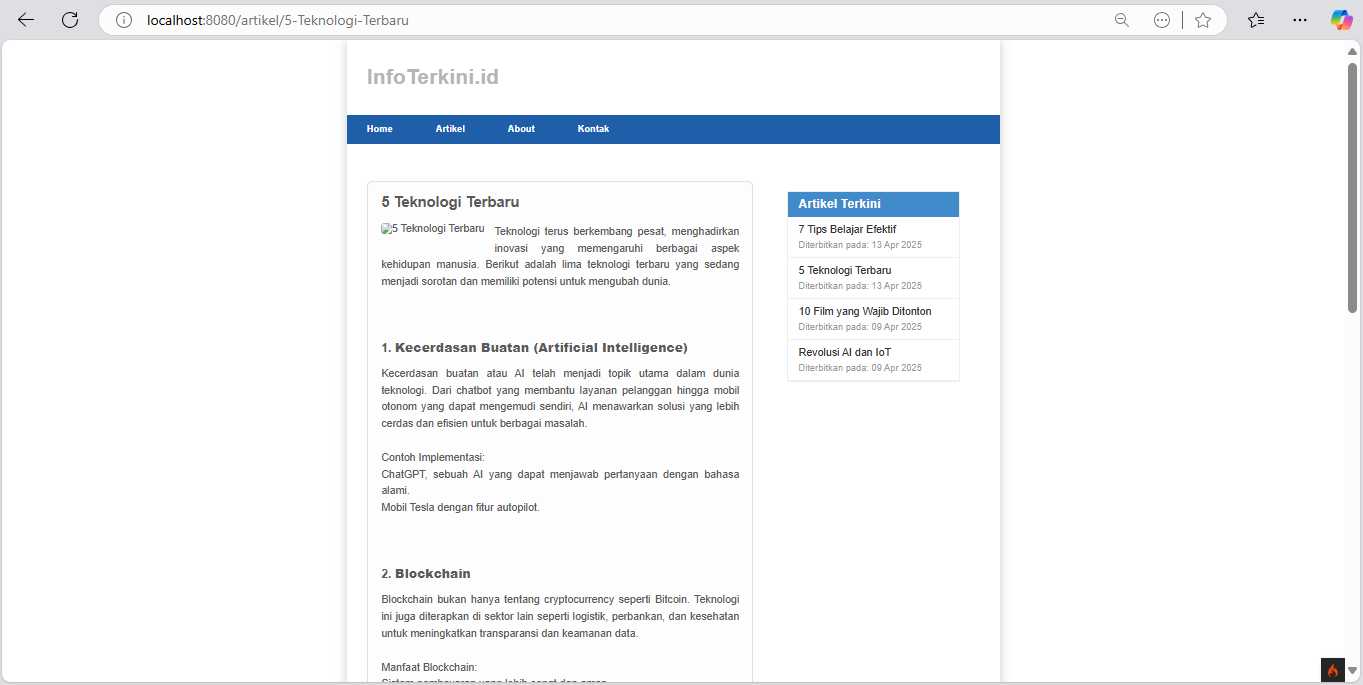 localhost:8080/artikel/5-Teknologi-Terbaru
InfoTerkini.id
Home Artikel About Kontak
5 Teknologi Terbaru
5 Teknologi Terbaru
Teknologi terus berkembang pesat, menghadirkan
inovasi yang memengaruhi berbagai aspek
kehidupan manusia. Berikut adalah lima teknologi terbaru yang sedang
menjadi sorotan dan memiliki potensi untuk mengubah dunia.
1. Kecerdasan Buatan (Artificial Intelligence)
Kecerdasan buatan atau AI telah menjadi topik utama dalam dunia
teknologi. Dari chatbot yang membantu layanan pelanggan hingga mobil
otonom yang dapat mengemudi sendiri, AI menawarkan solusi yang lebih
cerdas dan efisien untuk berbagai masalah.
Contoh Implementasi:
ChatGPT, sebuah AI yang dapat menjawab pertanyaan dengan bahasa
alami.
Mobil Tesla dengan fitur autopilot.
2. Blockchain
Blockchain bukan hanya tentang cryptocurrency seperti Bitcoin. Teknologi
ini juga diterapkan di sektor lain seperti logistik, perbankan, dan kesehatan
untuk meningkatkan transparansi dan keamanan data.
Manfaat Blockchain:
Sistem pembayaran yang lebih cepat dan aman.
Artikel Terkini
7 Tips Belajar Efektif
Diterbitkan pada: 13 Apr 2025
5 Teknologi Terbaru
Diterbitkan pada: 13 Apr 2025
10 Film yang Wajib Ditonton
Diterbitkan pada: 09 Apr 2025
Revolusi AI dan IoT
Diterbitkan pada: 09 Apr 2025